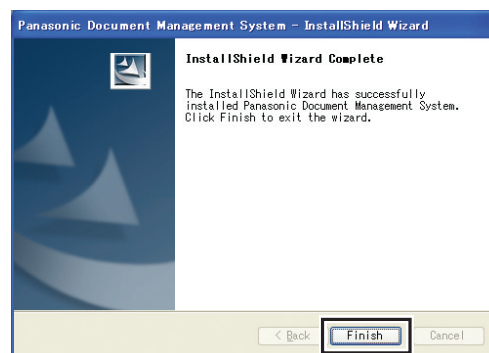 Panasonic Document Management System - InstallShield Wizard
InstallShield Wizard Complete
The InstallShield Wizard has successfully
installed Panasonic Document Management System.
Click Finish to exit the wizard.
< Back
Finish
Cancel